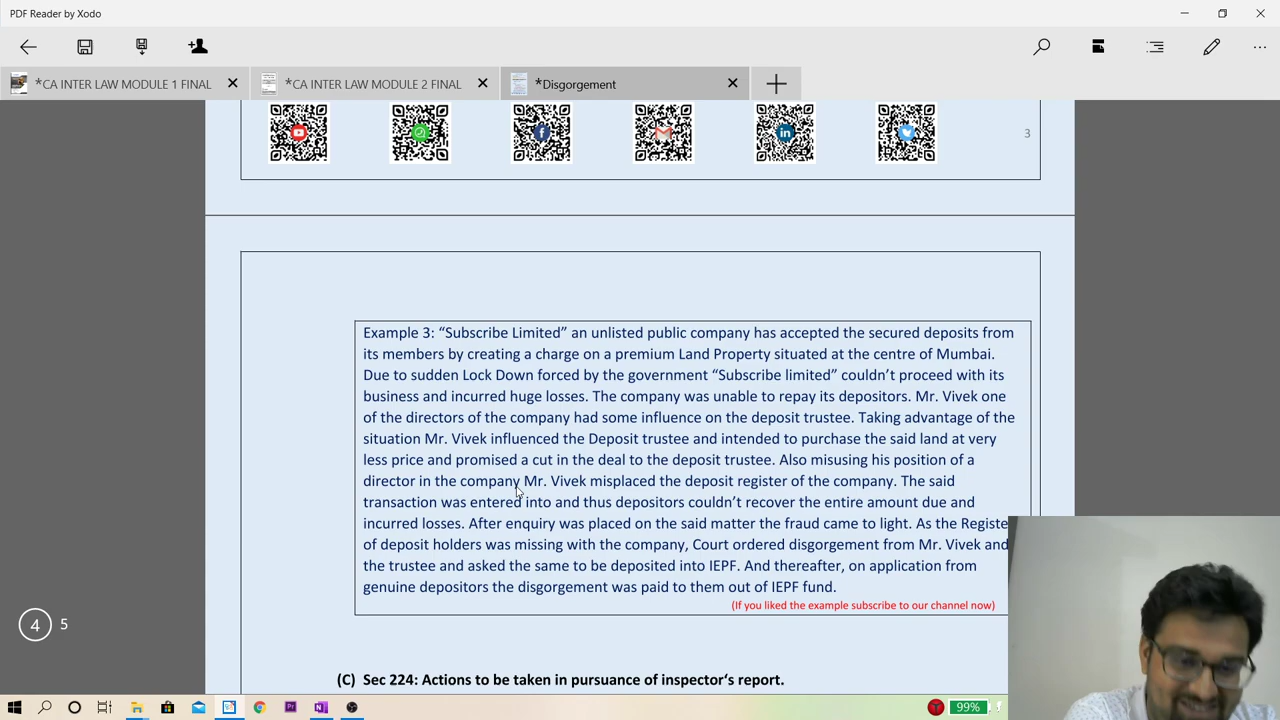 PDF Reader by Xodo
*CA INTER LAW MODULE 1 FINAL
*CA INTER LAW MODULE 2 FINAL
*Disgorgement
3
Example 3: “Subscribe Limited” an unlisted public company has accepted the secured deposits from
its members by creating a charge on a premium Land Property situated at the centre of Mumbai.
Due to sudden Lock Down forced by the government “Subscribe limited” couldn’t proceed with its
business and incurred huge losses. The company was unable to repay its depositors. Mr. Vivek one
of the directors of the company had some influence on the deposit trustee. Taking advantage of the
situation Mr. Vivek influenced the Deposit trustee and intended to purchase the said land at very
less price and promised a cut in the deal to the deposit trustee. Also misusing his position of a
director in the company Mr. Vivek misplaced the deposit register of the company. The said
transaction was entered into and thus depositors couldn’t recover the entire amount due and
incurred losses. After enquiry was placed on the said matter the fraud came to light. As the Registe
of deposit holders was missing with the company, Court ordered disgorgement from Mr. Vivek and
the trustee and asked the same to be deposited into IEPF. And thereafter, on application from
genuine depositors the disgorgement was paid to them out of IEPF fund.
(If you liked the example subscribe to our channel now)
4 5
(C) Sec 224: Actions to be taken in pursuance of inspector‘s report.
99%